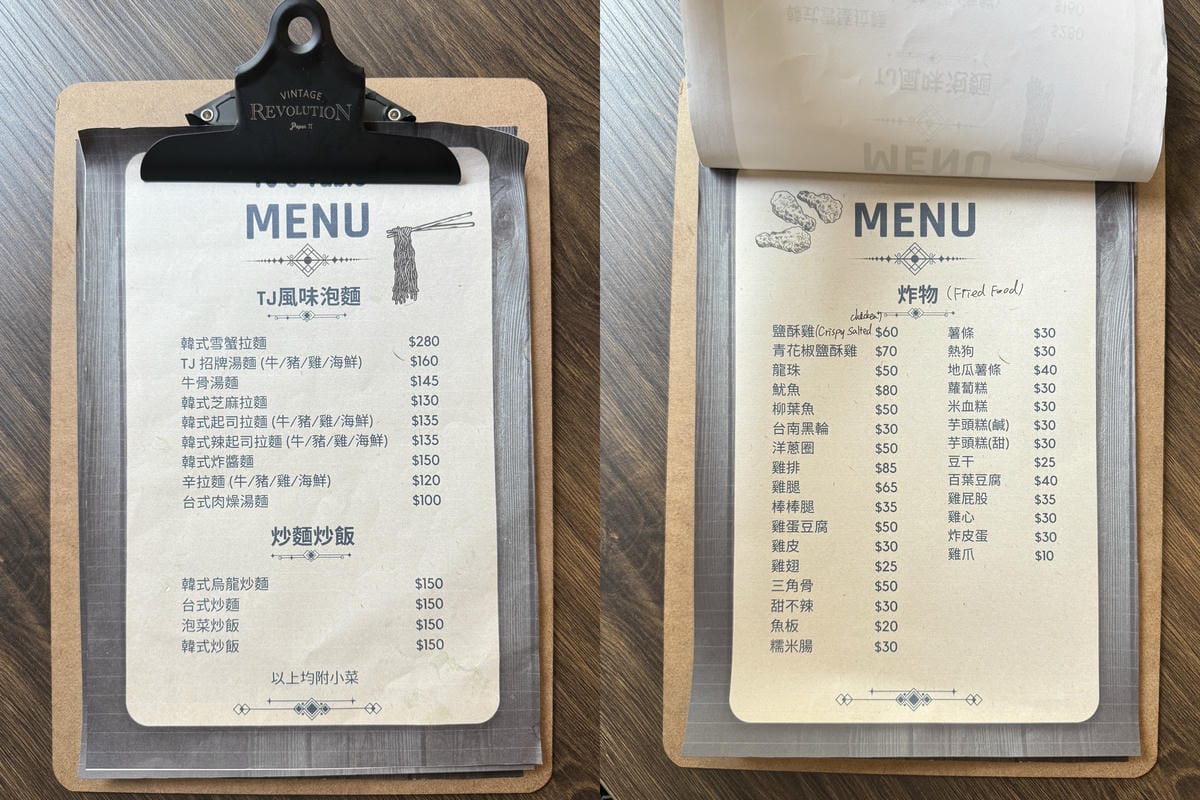 VINTAGE
REVOLUTION
Paper
MENU
TJ風味泡麵
韓式雪蟹拉麵 $280
TJ 招牌湯麵 (牛/豬/雞/海鮮) $160
牛骨湯麵 $145
韓式芝麻拉麵 $130
韓式起司拉麵 (牛/豬/雞/海鮮) $135
韓式辣起司拉麵 (牛/豬/雞/海鮮) $135
韓式炸醬麵 $150
辛拉麵 (牛/豬/雞/海鮮) $120
台式肉燥湯麵 $100
炒麵炒飯
韓式烏龍炒麵 $150
台式炒麵 $150
泡菜炒飯 $150
韓式炒飯 $150
以上均附小菜
$280
TJ風味泡麵
MENU
MENU
炸物 (Fried Food)
chicken
鹽酥雞(Crispy Salted $60
青花椒鹽酥雞 $70
龍珠 $50
魷魚 $80
柳葉魚 $50
台南黑輪 $30
洋蔥圈 $50
雞排 $85
雞腿 $65
棒棒腿 $35
雞蛋豆腐 $50
雞皮 $30
雞翅 $25
三角骨 $50
甜不辣 $30
魚板 $20
糯米腸 $30
薯條 $30
熱狗 $30
地瓜薯條 $40
蘿蔔糕 $30
米血糕 $30
芋頭糕(鹹) $30
芋頭糕(甜) $30
豆干 $25
百葉豆腐 $40
雞屁股 $35
雞心 $30
炸皮蛋 $30
雞爪 $10